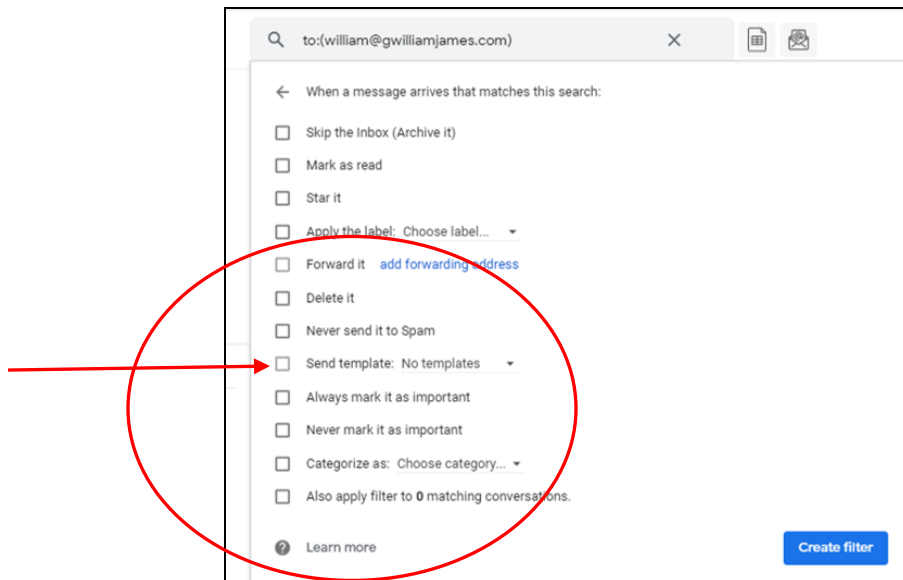 to:(william@gwilliamjames.com)
When a message arrives that matches this search:
Skip the Inbox (Archive it)
Mark as read
Star it
Apply the label: Choose label...
Forward it add forwarding address
Delete it
Never send it to Spam
Send template: No templates
Always mark it as important
Never mark it as important
Categorize as: Choose category...
Also apply filter to 0 matching conversations.
Learn more
Create filter